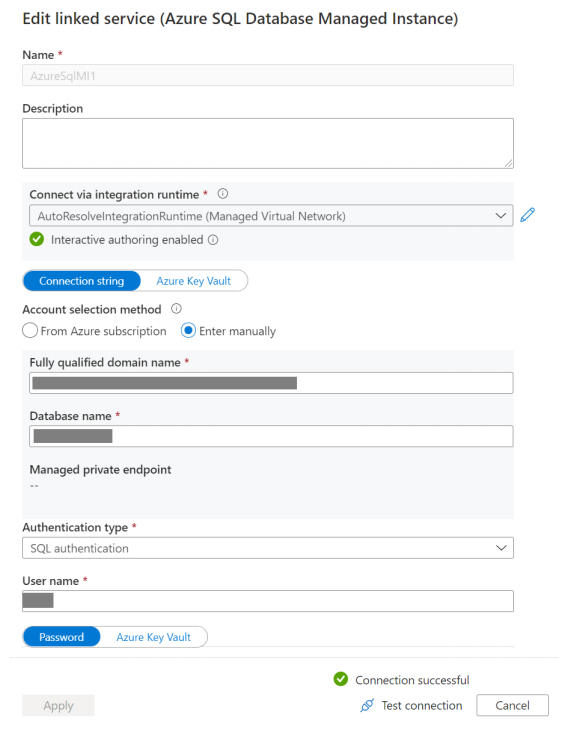 Edit linked service (Azure SQL Database Managed Instance)
Name *
AzureSqlMI1
Description
Connect via integration runtime *
AutoResolveIntegrationRuntime (Managed Virtual Network)
Interactive authoring enabled
Connection string Azure Key Vault
Account selection method
From Azure subscription Enter manually
Fully qualified domain name *
Database name *
Managed private endpoint
--
Authentication type *
SQL authentication
User name *
Password Azure Key Vault
Connection successful
Apply Test connection Cancel